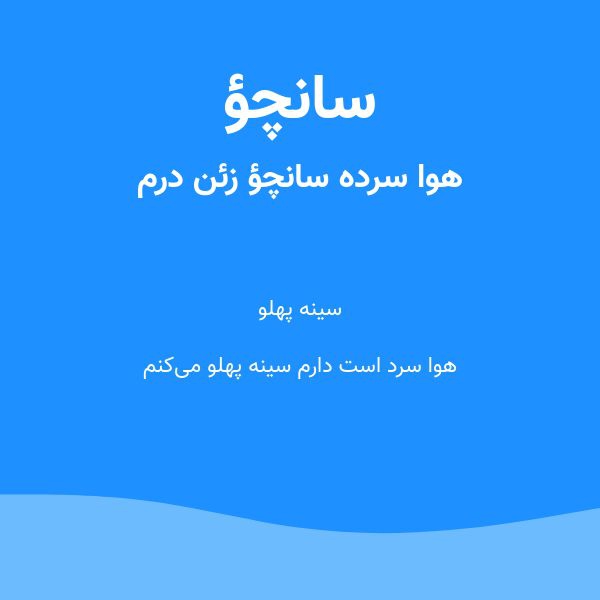 سانچؤ
هوا سرده سانچؤ زئن درم
سینه پهلو
هوا سرد است دارم سینه پهلو می‌کنم